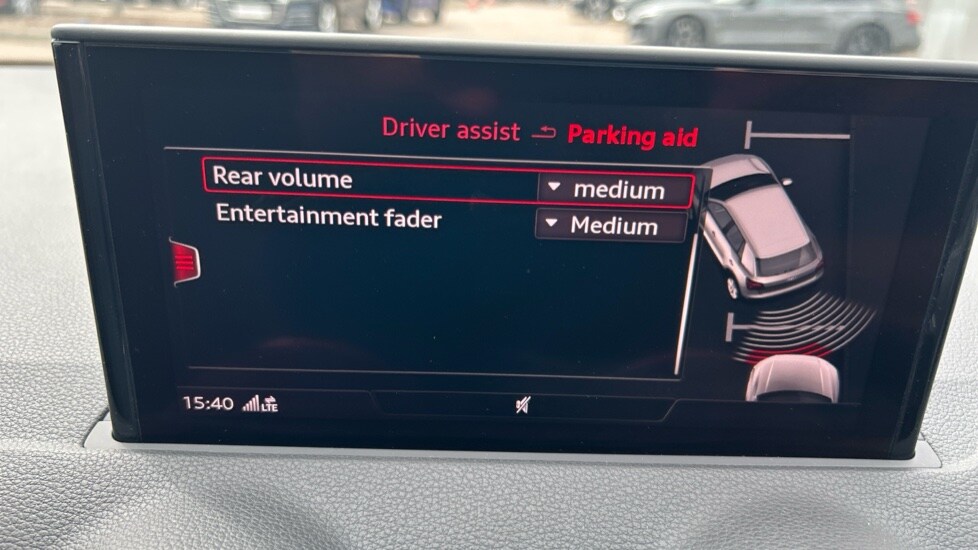 Driver assist Parking aid
Rear volume medium
Entertainment fader Medium
15:40 LTE